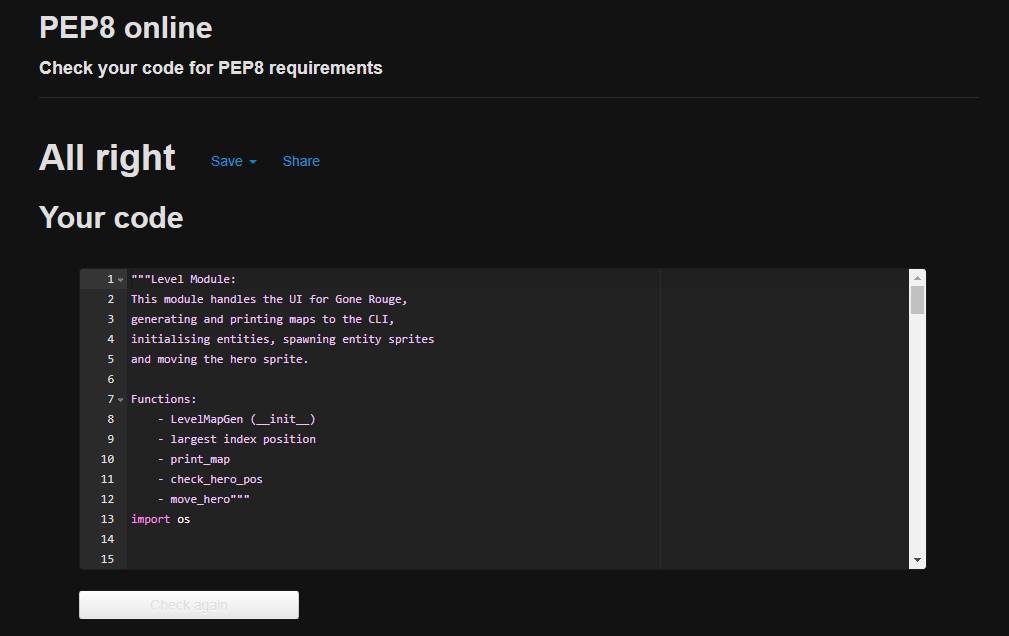 PEP8 online
Check your code for PEP8 requirements
All right Save Share
Your code
1 """Level Module:
2 This module handles the UI for Gone Rouge,
3 generating and printing maps to the CLI,
4 initialising entities, spawning entity sprites
5 and moving the hero sprite.
6
7 Functions:
8     - LevelMapGen (__init__)
9     - largest index position
10     - print_map
11     - check_hero_pos
12     - move_hero"""
13 import os
14
15
Check again